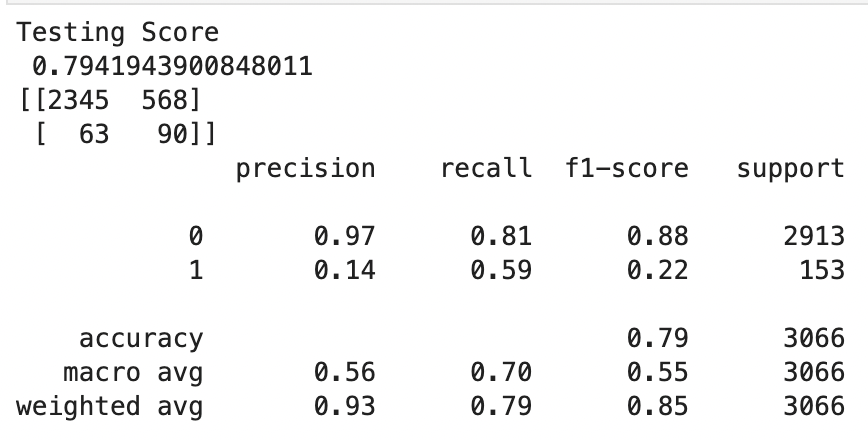 Testing Score
0.7941943900848011
[[2345 568]
[ 63 90]]
precision recall f1-score support
0 0.97 0.81 0.88 2913
1 0.14 0.59 0.22 153
accuracy 0.79 3066
macro avg 0.56 0.70 0.55 3066
weighted avg 0.93 0.79 0.85 3066